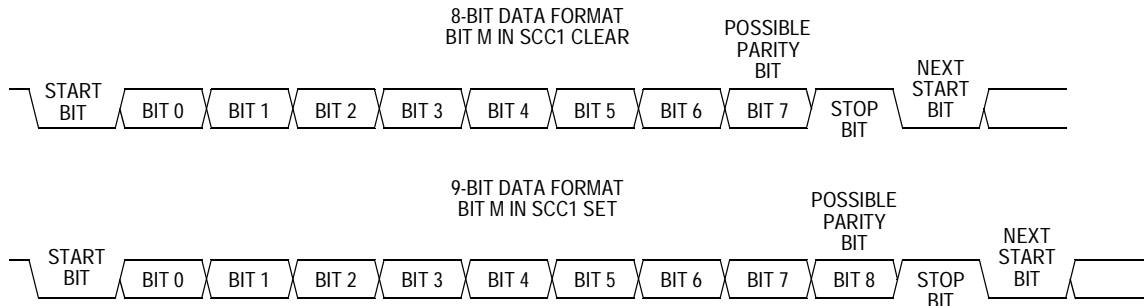 8-BIT DATA FORMAT
BIT M IN SCC1 CLEAR
POSSIBLE
PARITY
BIT
NEXT
START
BIT
START
BIT
BIT 0
BIT 1
BIT 2
BIT 3
BIT 4
BIT 5
BIT 6
BIT 7
STOP
BIT
9-BIT DATA FORMAT
BIT M IN SCC1 SET
POSSIBLE
PARITY
BIT
NEXT
START
BIT
START
BIT
BIT 0
BIT 1
BIT 2
BIT 3
BIT 4
BIT 5
BIT 6
BIT 7
BIT 8
STOP
BIT